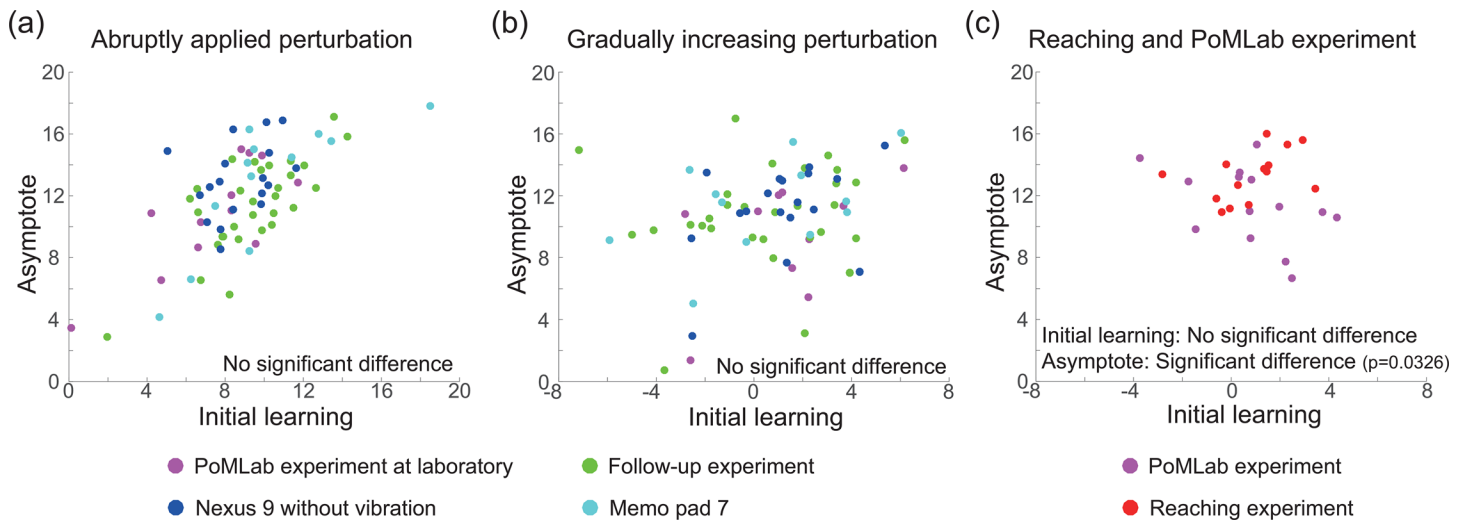 (a) Abruptly applied perturbation
20
16
12
8
4
0
Asymptote
No significant difference
0 4 8 12 16 20
Initial learning
(b) Gradually increasing perturbation
20
16
12
8
4
0
Asymptote
No significant difference
-8 -4 0 4 8
Initial learning
(c) Reaching and PoMLab experiment
20
16
12
8
4
0
Asymptote
Initial learning: No significant difference
Asymptote: Significant difference (p=0.0326)
-8 -4 0 4 8
Initial learning
PoMLab experiment at laboratory
Nexus 9 without vibration
Follow-up experiment
Memo pad 7
PoMLab experiment
Reaching experiment